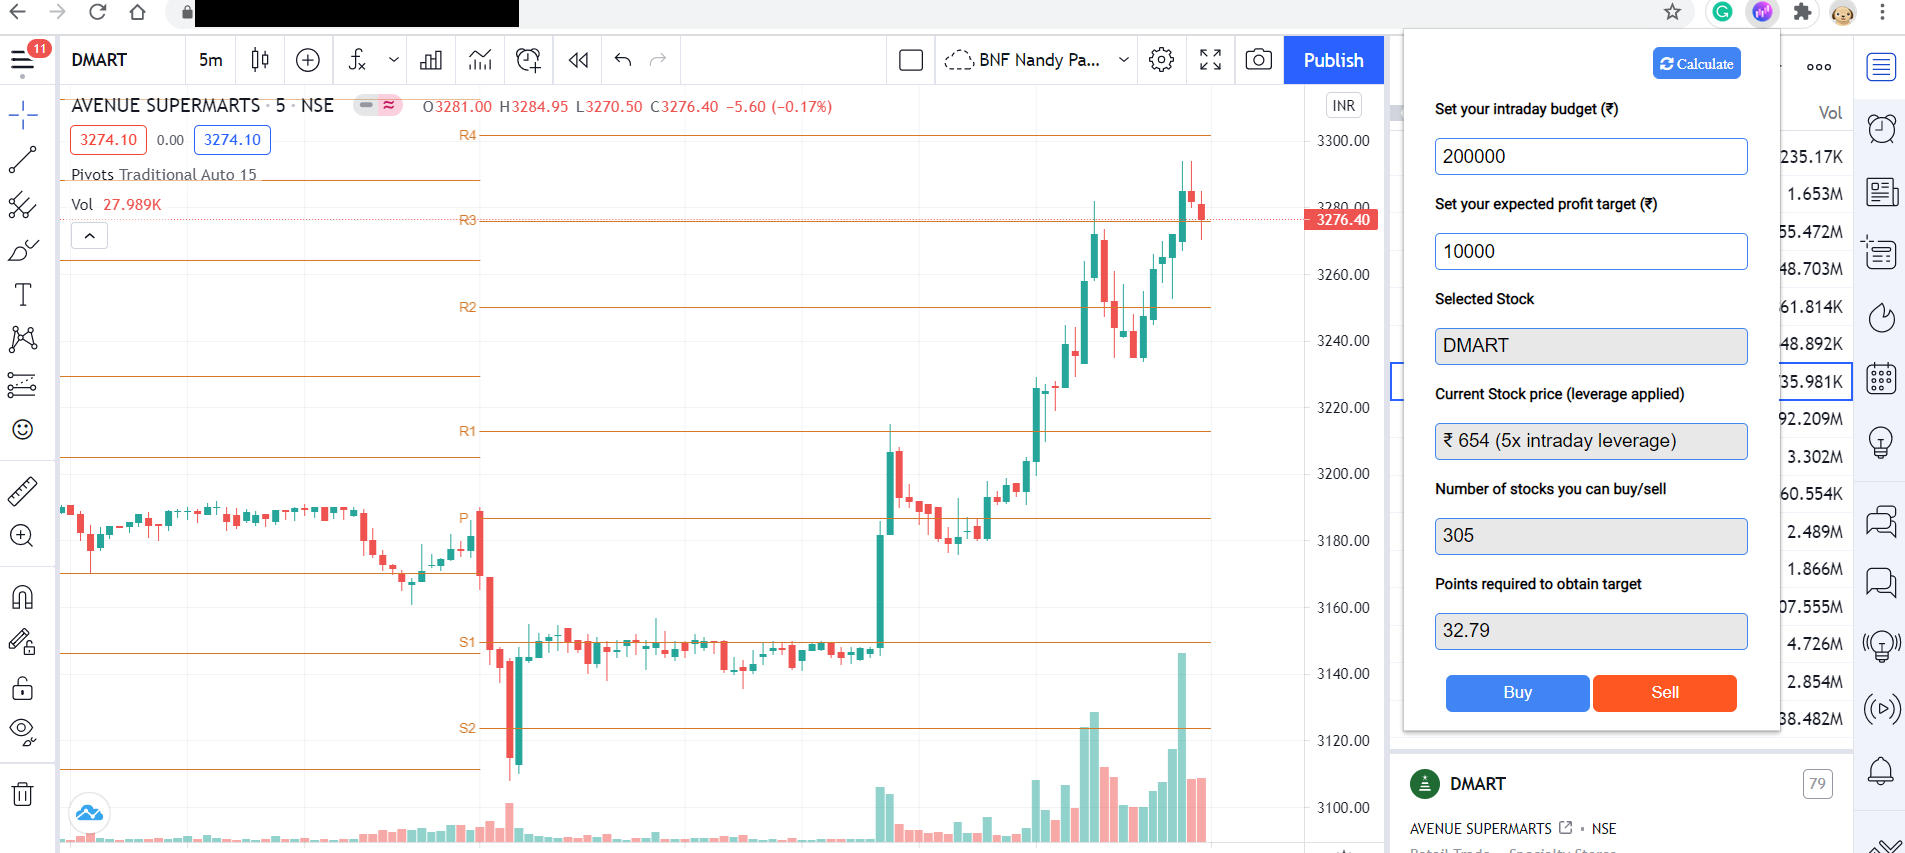 11
DMART
5m
fx
BNF Nandy Pa...
Publish
AVENUE SUPERMARTS · 5 · NSE
O3281.00 H3284.95 L3270.50 C3276.40 -5.60 (-0.17%)
INR
3274.10
0.00
3274.10
Pivots Traditional Auto 15
Vol 27.989K
R4
R3
R2
R1
P
S1
S2
3300.00
3280.00
3276.40
3260.00
3240.00
3220.00
3200.00
3180.00
3160.00
3140.00
3120.00
3100.00
Calculate
Set your intraday budget (₹)
200000
Set your expected profit target (₹)
10000
Selected Stock
DMART
Current Stock price (leverage applied)
₹ 654 (5x intraday leverage)
Number of stocks you can buy/sell
305
Points required to obtain target
32.79
Buy
Sell
Vol
235.17K
1.653M
55.472M
48.703M
61.814K
48.892K
35.981K
92.209M
3.302M
60.554K
2.489M
1.866M
07.555M
4.726M
2.854M
38.482M
DMART
79
AVENUE SUPERMARTS · NSE